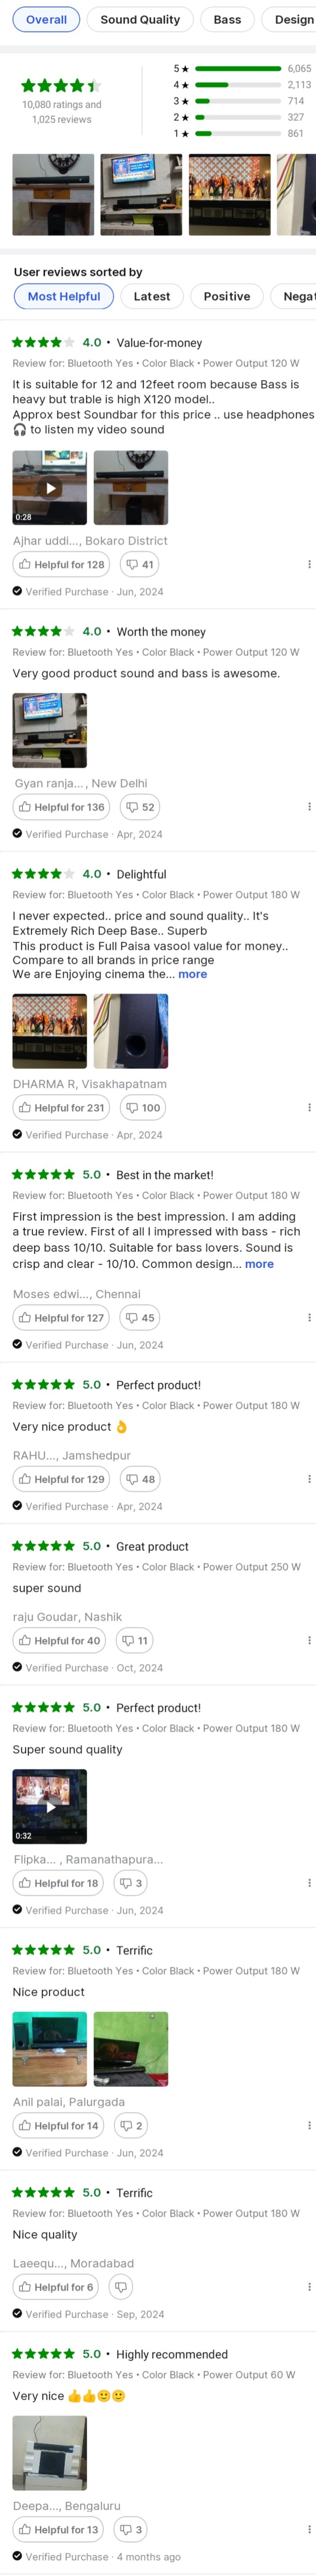 Overall
Sound Quality
Bass
Design
10,080 ratings and
1,025 reviews
5 ★ 6,065
4 ★ 2,113
3 ★ 714
2 ★ 327
1 ★ 861
User reviews sorted by
Most Helpful
Latest
Positive
Negat
4.0 • Value-for-money
Review for: Bluetooth Yes • Color Black • Power Output 120 W
It is suitable for 12 and 12feet room because Bass is
heavy but trable is high X120 model..
Approx best Soundbar for this price .. use headphones
🎧 to listen my video sound
0:28
Ajhar uddi..., Bokaro District
Helpful for 128
41
Verified Purchase · Jun, 2024
4.0 • Worth the money
Review for: Bluetooth Yes • Color Black • Power Output 120 W
Very good product sound and bass is awesome.
Gyan ranja... , New Delhi
Helpful for 136
52
Verified Purchase · Apr, 2024
4.0 • Delightful
Review for: Bluetooth Yes • Color Black • Power Output 180 W
I never expected.. price and sound quality.. It's
Extremely Rich Deep Base.. Superb
This product is Full Paisa vasool value for money..
Compare to all brands in price range
We are Enjoying cinema the... more
DHARMA R, Visakhapatnam
Helpful for 231
100
Verified Purchase · Apr, 2024
5.0 • Best in the market!
Review for: Bluetooth Yes • Color Black • Power Output 180 W
First impression is the best impression. I am adding
a true review. First of all I impressed with bass - rich
deep bass 10/10. Suitable for bass lovers. Sound is
crisp and clear - 10/10. Common design... more
Moses edwi..., Chennai
Helpful for 127
45
Verified Purchase · Jun, 2024
5.0 • Perfect product!
Review for: Bluetooth Yes • Color Black • Power Output 180 W
Very nice product 👌
RAHU..., Jamshedpur
Helpful for 129
48
Verified Purchase · Apr, 2024
5.0 • Great product
Review for: Bluetooth Yes • Color Black • Power Output 250 W
super sound
raju Goudar, Nashik
Helpful for 40
11
Verified Purchase · Oct, 2024
5.0 • Perfect product!
Review for: Bluetooth Yes • Color Black • Power Output 180 W
Super sound quality
0:32
Flipka... , Ramanathapura...
Helpful for 18
3
Verified Purchase · Jun, 2024
5.0 • Terrific
Review for: Bluetooth Yes • Color Black • Power Output 180 W
Nice product
Anil palai, Palurgada
Helpful for 14
2
Verified Purchase · Jun, 2024
5.0 • Terrific
Review for: Bluetooth Yes • Color Black • Power Output 180 W
Nice quality
Laeequ..., Moradabad
Helpful for 6
Verified Purchase · Sep, 2024
5.0 • Highly recommended
Review for: Bluetooth Yes • Color Black • Power Output 60 W
Very nice 👍👍🙂🙂
Deepa..., Bengaluru
Helpful for 13
3
Verified Purchase · 4 months ago